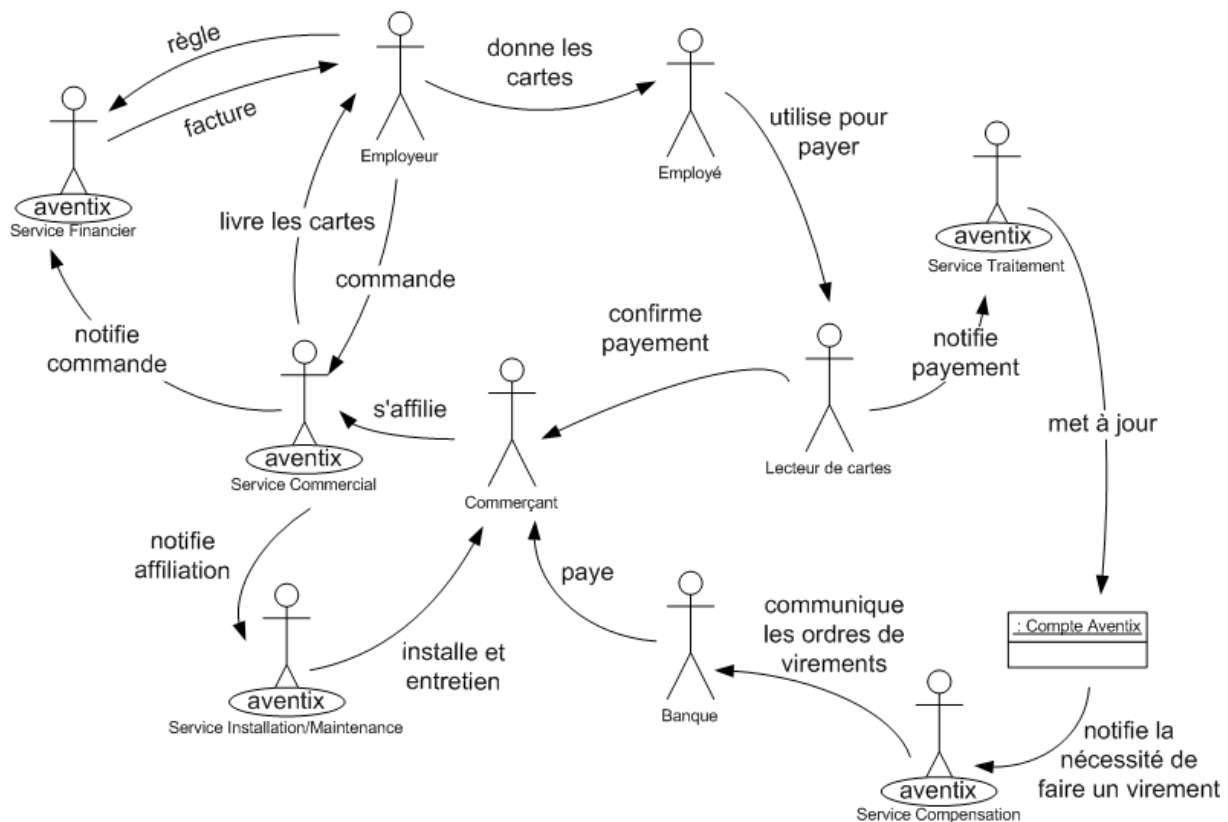 règle
facture
donne les
cartes
Employeur
Employé
utilise pour
payer
aventix
Service Financier
livre les cartes
commande
aventix
Service Traitement
notifie
commande
confirme
payement
notifie
payement
s'affilie
aventix
Service Commercial
Commerçant
Lecteur de cartes
met à jour
notifie
affiliation
paye
communique
les ordres de
virements
: Compte Aventix
installe et
entretien
aventix
Service Installation/Maintenance
Banque
notifie la
nécessité de
faire un virement
aventix
Service Compensation